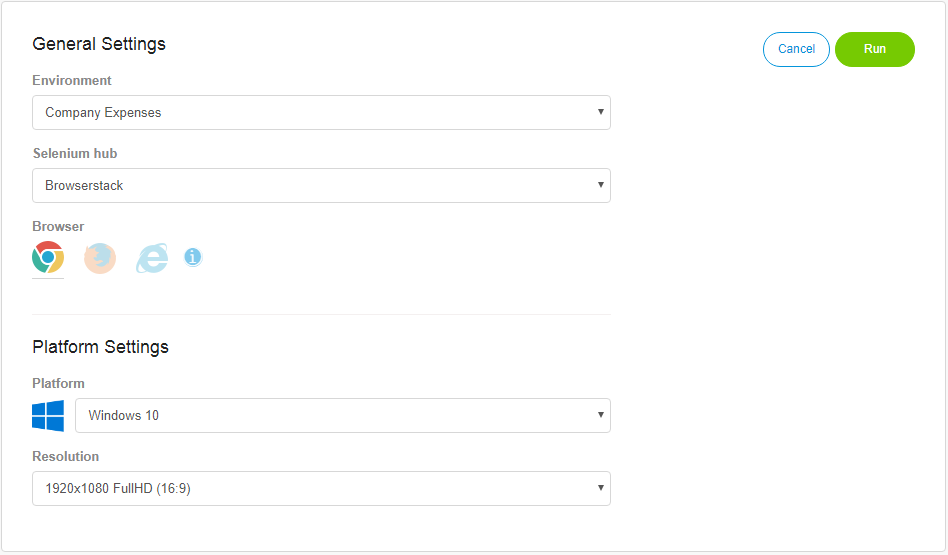 General Settings
Cancel
Run
Environment
Company Expenses
Selenium hub
Browserstack
Browser
i
Platform Settings
Platform
Windows 10
Resolution
1920x1080 FullHD (16:9)